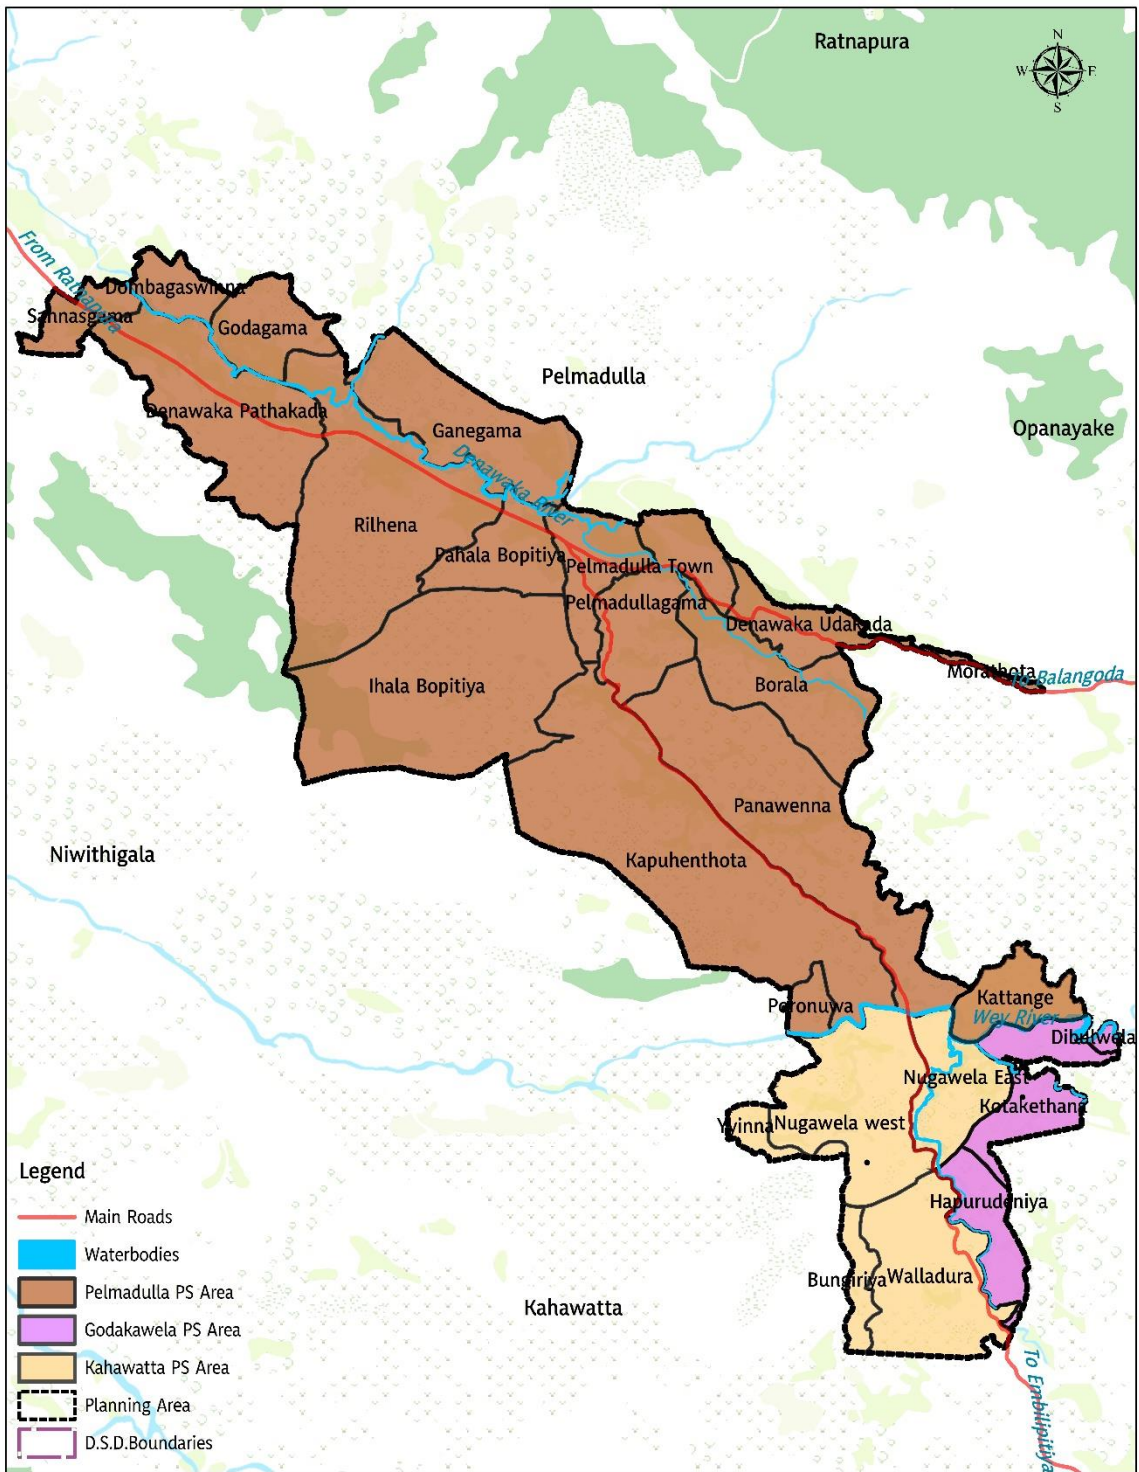 Ratnapura
N
W E
S
From Rathnapura
Dombagaswinna
Sannasgama
Godagama
Pelmadulla
Denawaka Pathakada
Ganegama
Opanayake
Denawaka River
Rilhena
Pahala Bopitiya
Pelmadulla Town
Pelmadullagama
Denawaka Udakada
Morathota
To Balangoda
Ihala Bopitiya
Borala
Panawenna
Niwithigala
Kapuhenthota
Kattange
Poronuwa
Wey River
Dibulwela
Nugawela East
Kotakethana
Yyinna
Nugawela west
Hapurudeniya
Bungiriya
Walladura
Kahawatta
To Embilipitiya
Legend
Main Roads
Waterbodies
Pelmadulla PS Area
Godakawela PS Area
Kahawatta PS Area
Planning Area
D.S.D.Boundaries